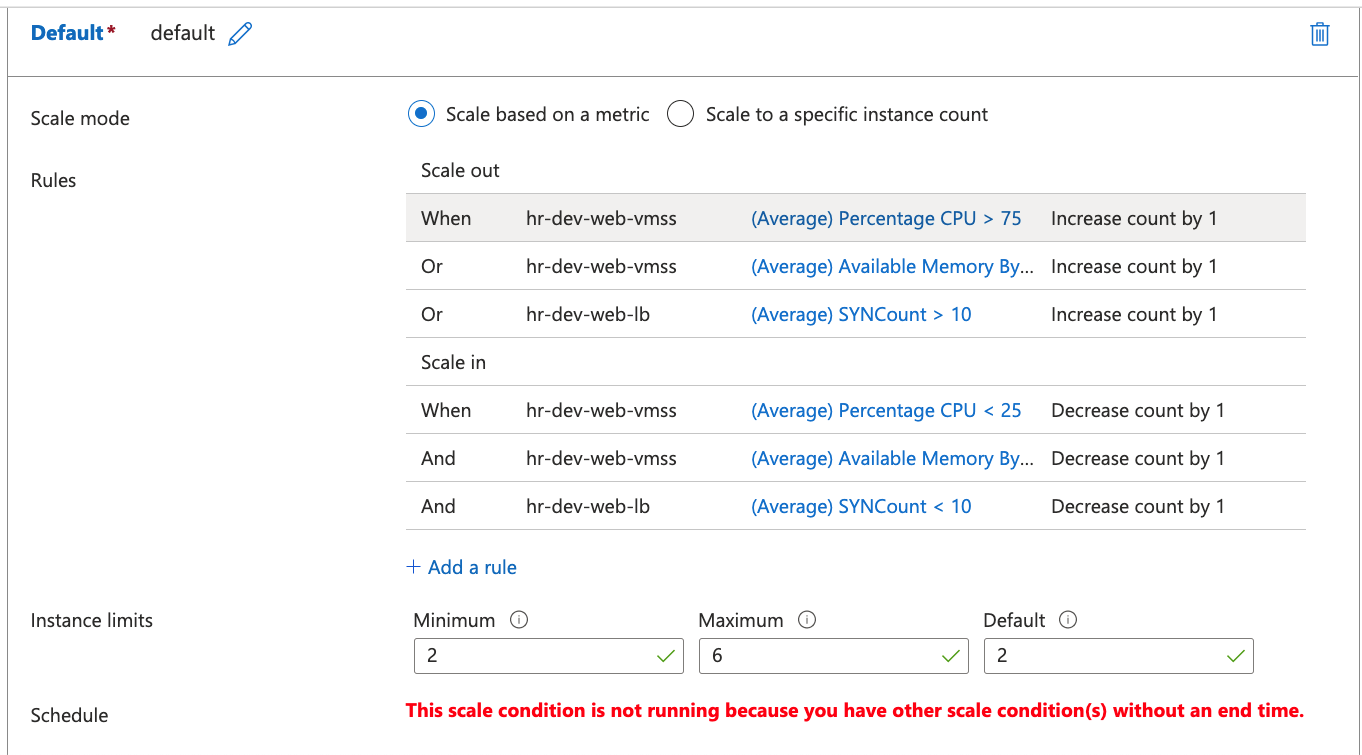 Default* default
Scale mode
Scale based on a metric Scale to a specific instance count
Rules
Scale out
When hr-dev-web-vmss (Average) Percentage CPU > 75 Increase count by 1
Or hr-dev-web-vmss (Average) Available Memory By... Increase count by 1
Or hr-dev-web-lb (Average) SYNCount > 10 Increase count by 1
Scale in
When hr-dev-web-vmss (Average) Percentage CPU < 25 Decrease count by 1
And hr-dev-web-vmss (Average) Available Memory By... Decrease count by 1
And hr-dev-web-lb (Average) SYNCount < 10 Decrease count by 1
+ Add a rule
Instance limits
Minimum Maximum Default
2 6 2
Schedule
This scale condition is not running because you have other scale condition(s) without an end time.